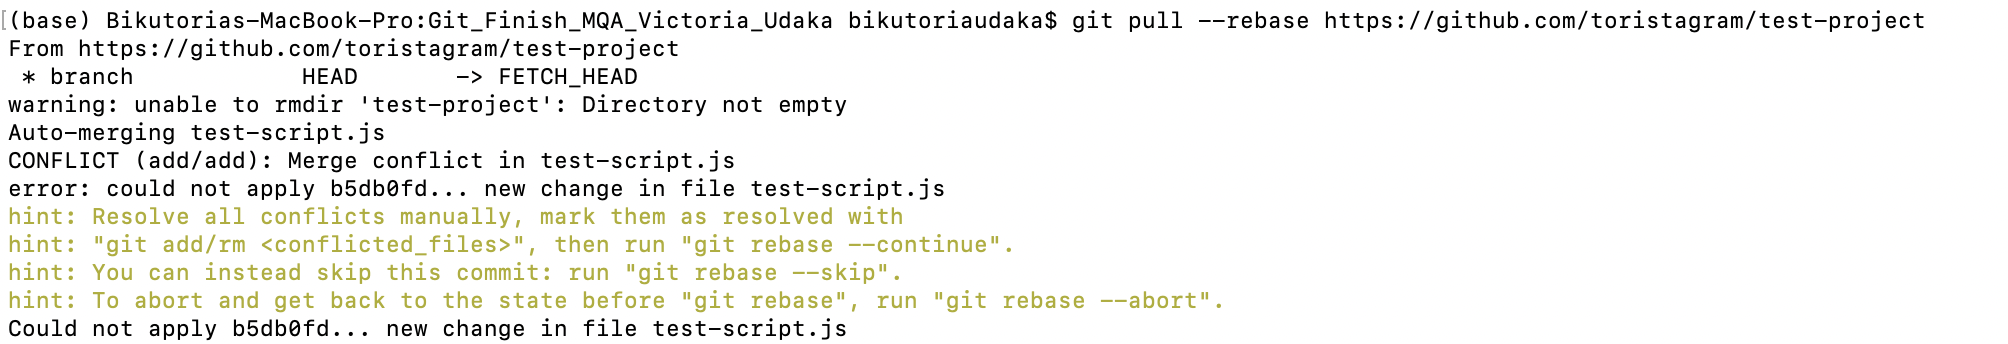 (base) Bikutorias-MacBook-Pro:Git_Finish_MQA_Victoria_Udaka bikutoriaudaka$ git pull --rebase https://github.com/toristagram/test-project
From https://github.com/toristagram/test-project
 * branch            HEAD       -> FETCH_HEAD
warning: unable to rmdir 'test-project': Directory not empty
Auto-merging test-script.js
CONFLICT (add/add): Merge conflict in test-script.js
error: could not apply b5db0fd... new change in file test-script.js
hint: Resolve all conflicts manually, mark them as resolved with
hint: "git add/rm <conflicted_files>", then run "git rebase --continue".
hint: You can instead skip this commit: run "git rebase --skip".
hint: To abort and get back to the state before "git rebase", run "git rebase --abort".
Could not apply b5db0fd... new change in file test-script.js